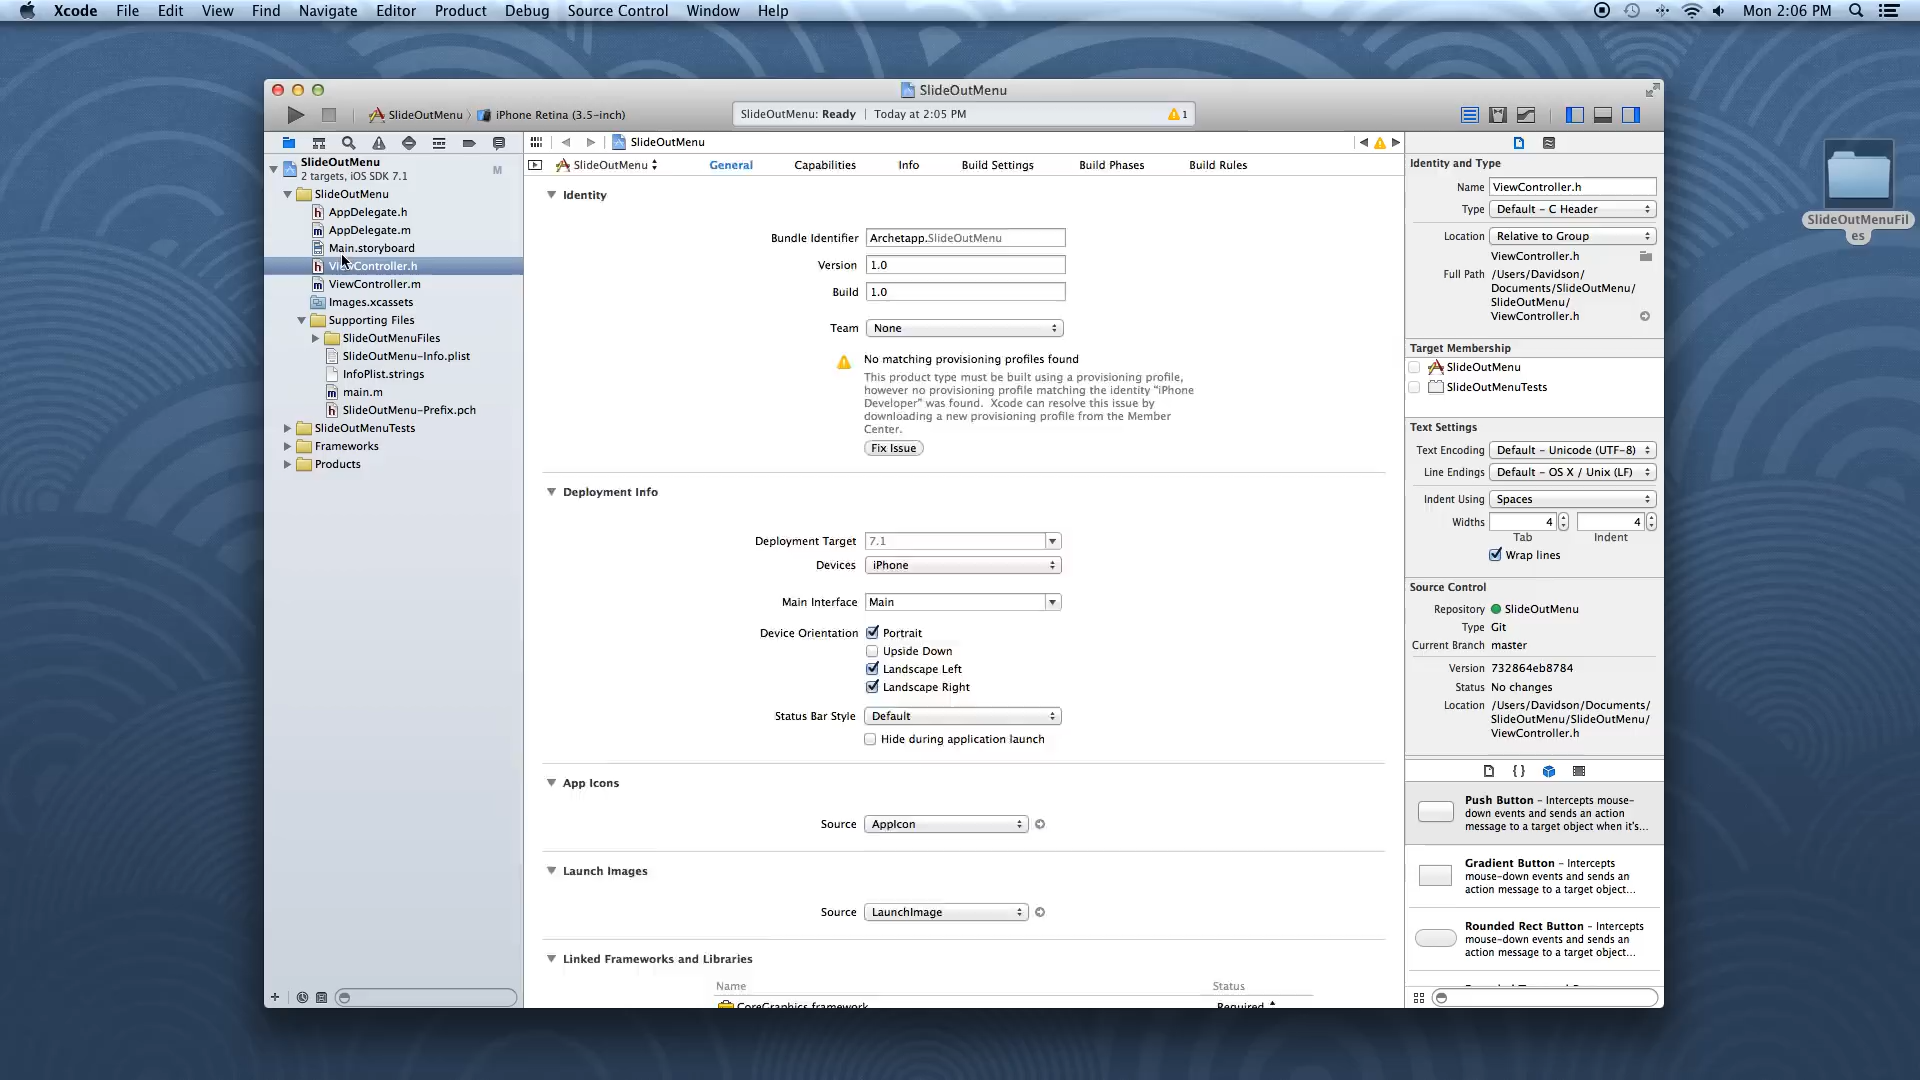 Xcode File Edit View Find Navigate Editor Product Debug Source Control Window Help Mon 2:06 PM
SlideOutMenu
SlideOutMenu iPhone Retina (3.5-inch) SlideOutMenu: Ready Today at 2:05 PM 1
SlideOutMenu
2 targets, iOS SDK 7.1 M
SlideOutMenu
AppDelegate.h
AppDelegate.m
Main.storyboard
ViewController.h
ViewController.m
Images.xcassets
Supporting Files
SlideOutMenuFiles
SlideOutMenu-Info.plist
InfoPlist.strings
main.m
SlideOutMenu-Prefix.pch
SlideOutMenuTests
Frameworks
Products
SlideOutMenu
SlideOutMenu General Capabilities Info Build Settings Build Phases Build Rules
Identity
Bundle Identifier Archetapp.SlideOutMenu
Version 1.0
Build 1.0
Team None
No matching provisioning profiles found
This product type must be built using a provisioning profile,
however no provisioning profile matching the identity “iPhone
Developer” was found. Xcode can resolve this issue by
downloading a new provisioning profile from the Member
Center.
Fix Issue
Deployment Info
Deployment Target 7.1
Devices iPhone
Main Interface Main
Device Orientation Portrait
Upside Down
Landscape Left
Landscape Right
Status Bar Style Default
Hide during application launch
App Icons
Source AppIcon
Launch Images
Source LaunchImage
Linked Frameworks and Libraries
Name Status
CoreGraphics.framework Required
Identity and Type
Name ViewController.h
Type Default - C Header
Location Relative to Group
ViewController.h
Full Path /Users/Davidson/
Documents/SlideOutMenu/
SlideOutMenu/
ViewController.h
Target Membership
SlideOutMenu
SlideOutMenuTests
Text Settings
Text Encoding Default - Unicode (UTF-8)
Line Endings Default - OS X / Unix (LF)
Indent Using Spaces
Widths 4 4
Tab Indent
Wrap lines
Source Control
Repository SlideOutMenu
Type Git
Current Branch master
Version 732864eb8784
Status No changes
Location /Users/Davidson/Documents/
SlideOutMenu/SlideOutMenu/
ViewController.h
{ }
Push Button - Intercepts mouse-
down events and sends an action
message to a target object when it's...
Gradient Button - Intercepts
mouse-down events and sends an
action message to a target object...
Rounded Rect Button - Intercepts
mouse-down events and sends an
action message to a target object...
SlideOutMenuFil
es